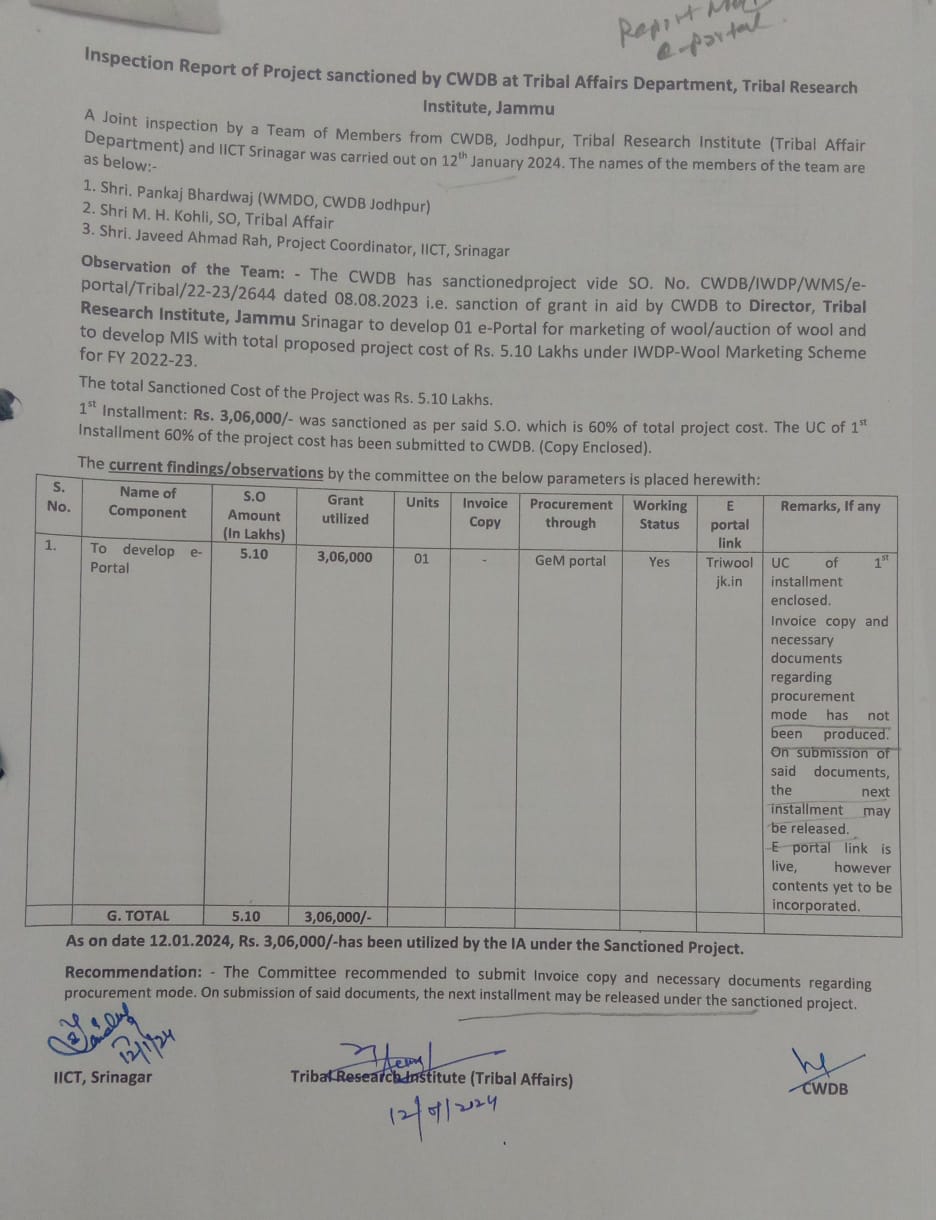 Report
e-portal
Inspection Report of Project sanctioned by CWDB at Tribal Affairs Department, Tribal Research
Institute, Jammu
A Joint inspection by a Team of Members from CWDB, Jodhpur, Tribal Research Institute (Tribal Affair
Department) and IICT Srinagar was carried out on 12th January 2024. The names of the members of the team are
as below:-
1. Shri. Pankaj Bhardwaj (WMDO, CWDB Jodhpur)
2. Shri M. H. Kohli, SO, Tribal Affair
3. Shri. Javeed Ahmad Rah, Project Coordinator, IICT, Srinagar
Observation of the Team: - The CWDB has sanctionedproject vide SO. No. CWDB/IWDP/WMS/e-
portal/Tribal/22-23/2644 dated 08.08.2023 i.e. sanction of grant in aid by CWDB to Director, Tribal
Research Institute, Jammu Srinagar to develop 01 e-Portal for marketing of wool/auction of wool and
to develop MIS with total proposed project cost of Rs. 5.10 Lakhs under IWDP-Wool Marketing Scheme
for FY 2022-23.
The total Sanctioned Cost of the Project was Rs. 5.10 Lakhs.
1st Installment: Rs. 3,06,000/- was sanctioned as per said S.O. which is 60% of total project cost. The UC of 1st
Installment 60% of the project cost has been submitted to CWDB. (Copy Enclosed).
The current findings/observations by the committee on the below parameters is placed herewith:
S. No. Name of Component S.O Amount (In Lakhs) Grant utilized Units Invoice Copy Procurement through Working Status E portal link Remarks, If any
1. To develop e-Portal 5.10 3,06,000 01 - GeM portal Yes Triwool jk.in
UC of 1st
installment
enclosed.
Invoice copy and
necessary
documents
regarding
procurement
mode has not
been produced.
On submission of
said documents,
the next
installment may
be released.
E portal link is
live, however
contents yet to be
incorporated.
G. TOTAL 5.10 3,06,000/-
As on date 12.01.2024, Rs. 3,06,000/-has been utilized by the IA under the Sanctioned Project.
Recommendation: - The Committee recommended to submit Invoice copy and necessary documents regarding
procurement mode. On submission of said documents, the next installment may be released under the sanctioned project.
12/1/24
IICT, Srinagar
Tribal Research Institute (Tribal Affairs)
12/01/2024
CWDB